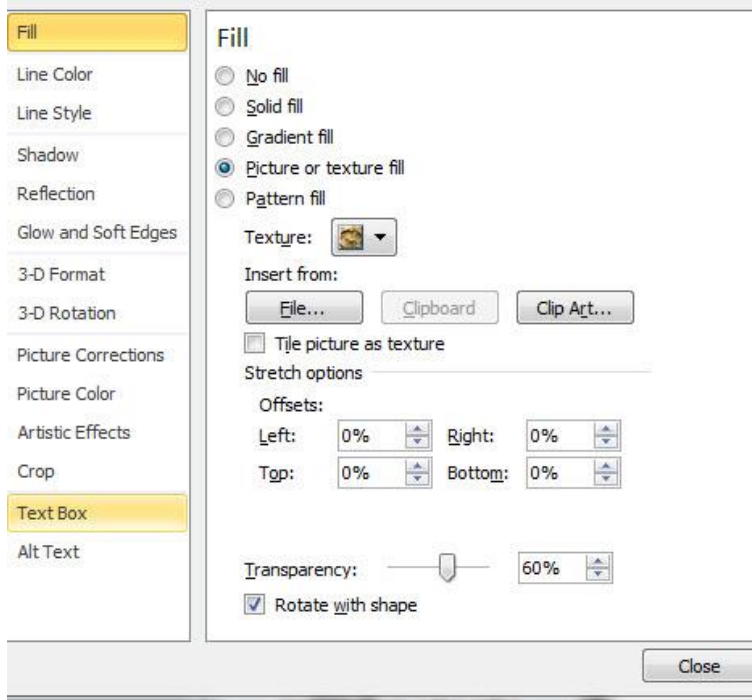 Fill
Line Color
Line Style
Shadow
Reflection
Glow and Soft Edges
3-D Format
3-D Rotation
Picture Corrections
Picture Color
Artistic Effects
Crop
Text Box
Alt Text
Fill
No fill
Solid fill
Gradient fill
Picture or texture fill
Pattern fill
Texture:
Insert from:
File... Clipboard Clip Art...
Tile picture as texture
Stretch options
Offsets:
Left: 0% Right: 0%
Top: 0% Bottom: 0%
Transparency: 60%
Rotate with shape
Close